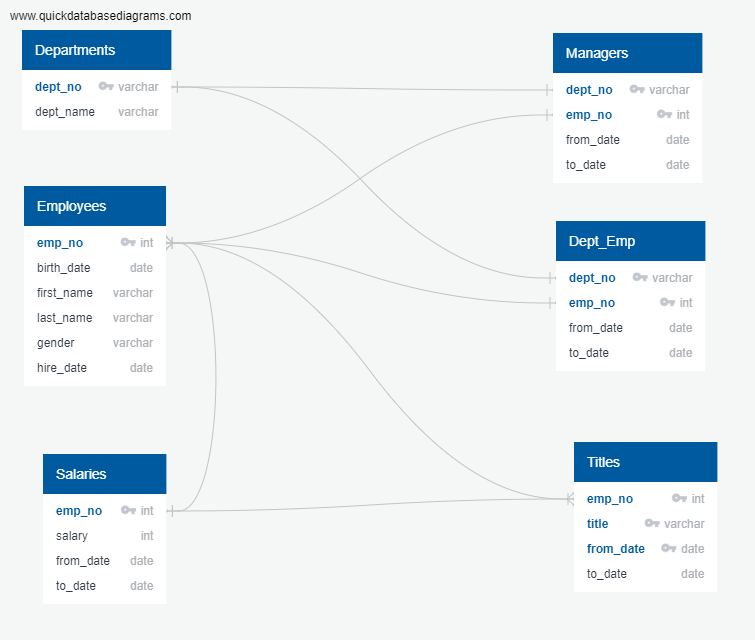 www.quickdatabasediagrams.com
Departments
dept_no varchar
dept_name varchar
Employees
emp_no int
birth_date date
first_name varchar
last_name varchar
gender varchar
hire_date date
Salaries
emp_no int
salary int
from_date date
to_date date
Managers
dept_no varchar
emp_no int
from_date date
to_date date
Dept_Emp
dept_no varchar
emp_no int
from_date date
to_date date
Titles
emp_no int
title varchar
from_date date
to_date date